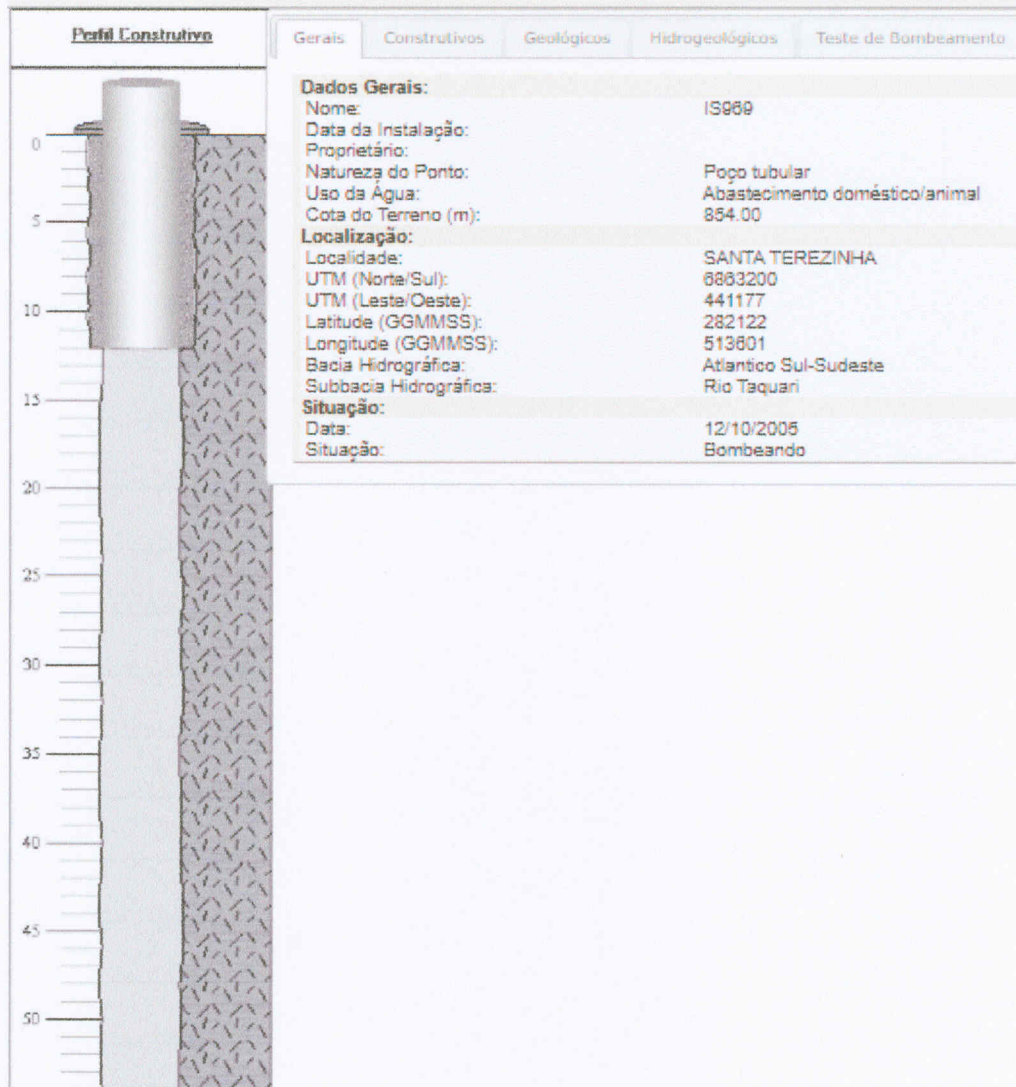 Perfil Construtivo
Gerais Construtivos Geológicos Hidrogeológicos Teste de Bombeamento
Dados Gerais:
Nome: IS969
Data da Instalação:
Proprietário:
Natureza do Ponto: Poço tubular
Uso da Água: Abastecimento doméstico/animal
Cota do Terreno (m): 854.00
Localização:
Localidade: SANTA TEREZINHA
UTM (Norte/Sul): 6863200
UTM (Leste/Oeste): 441177
Latitude (GGMMSS): 282122
Longitude (GGMMSS): 513601
Bacia Hidrográfica: Atlantico Sul-Sudeste
Subbacia Hidrográfica: Rio Taquari
Situação:
Data: 12/10/2005
Situação: Bombeando
0
5
10
15
20
25
30
35
40
45
50